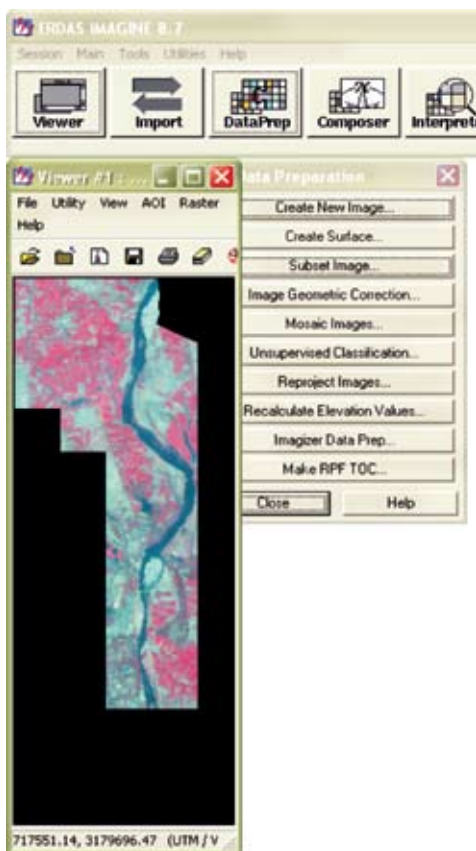 ERDAS IMAGINE 8.7
Session Main Tools Utilities Help
Viewer Import DataPrep Composer Interprete
Viewer #1 : ...
File Utility View AOI Raster
Help
717551.14, 3179696.47 (UTM / V
Data Preparation
Create New Image...
Create Surface...
Subset Image...
Image Geometric Correction...
Mosaic Images...
Unsupervised Classification...
Reproject Images...
Recalculate Elevation Values...
Imagizer Data Prep...
Make RPF TOC...
Close Help